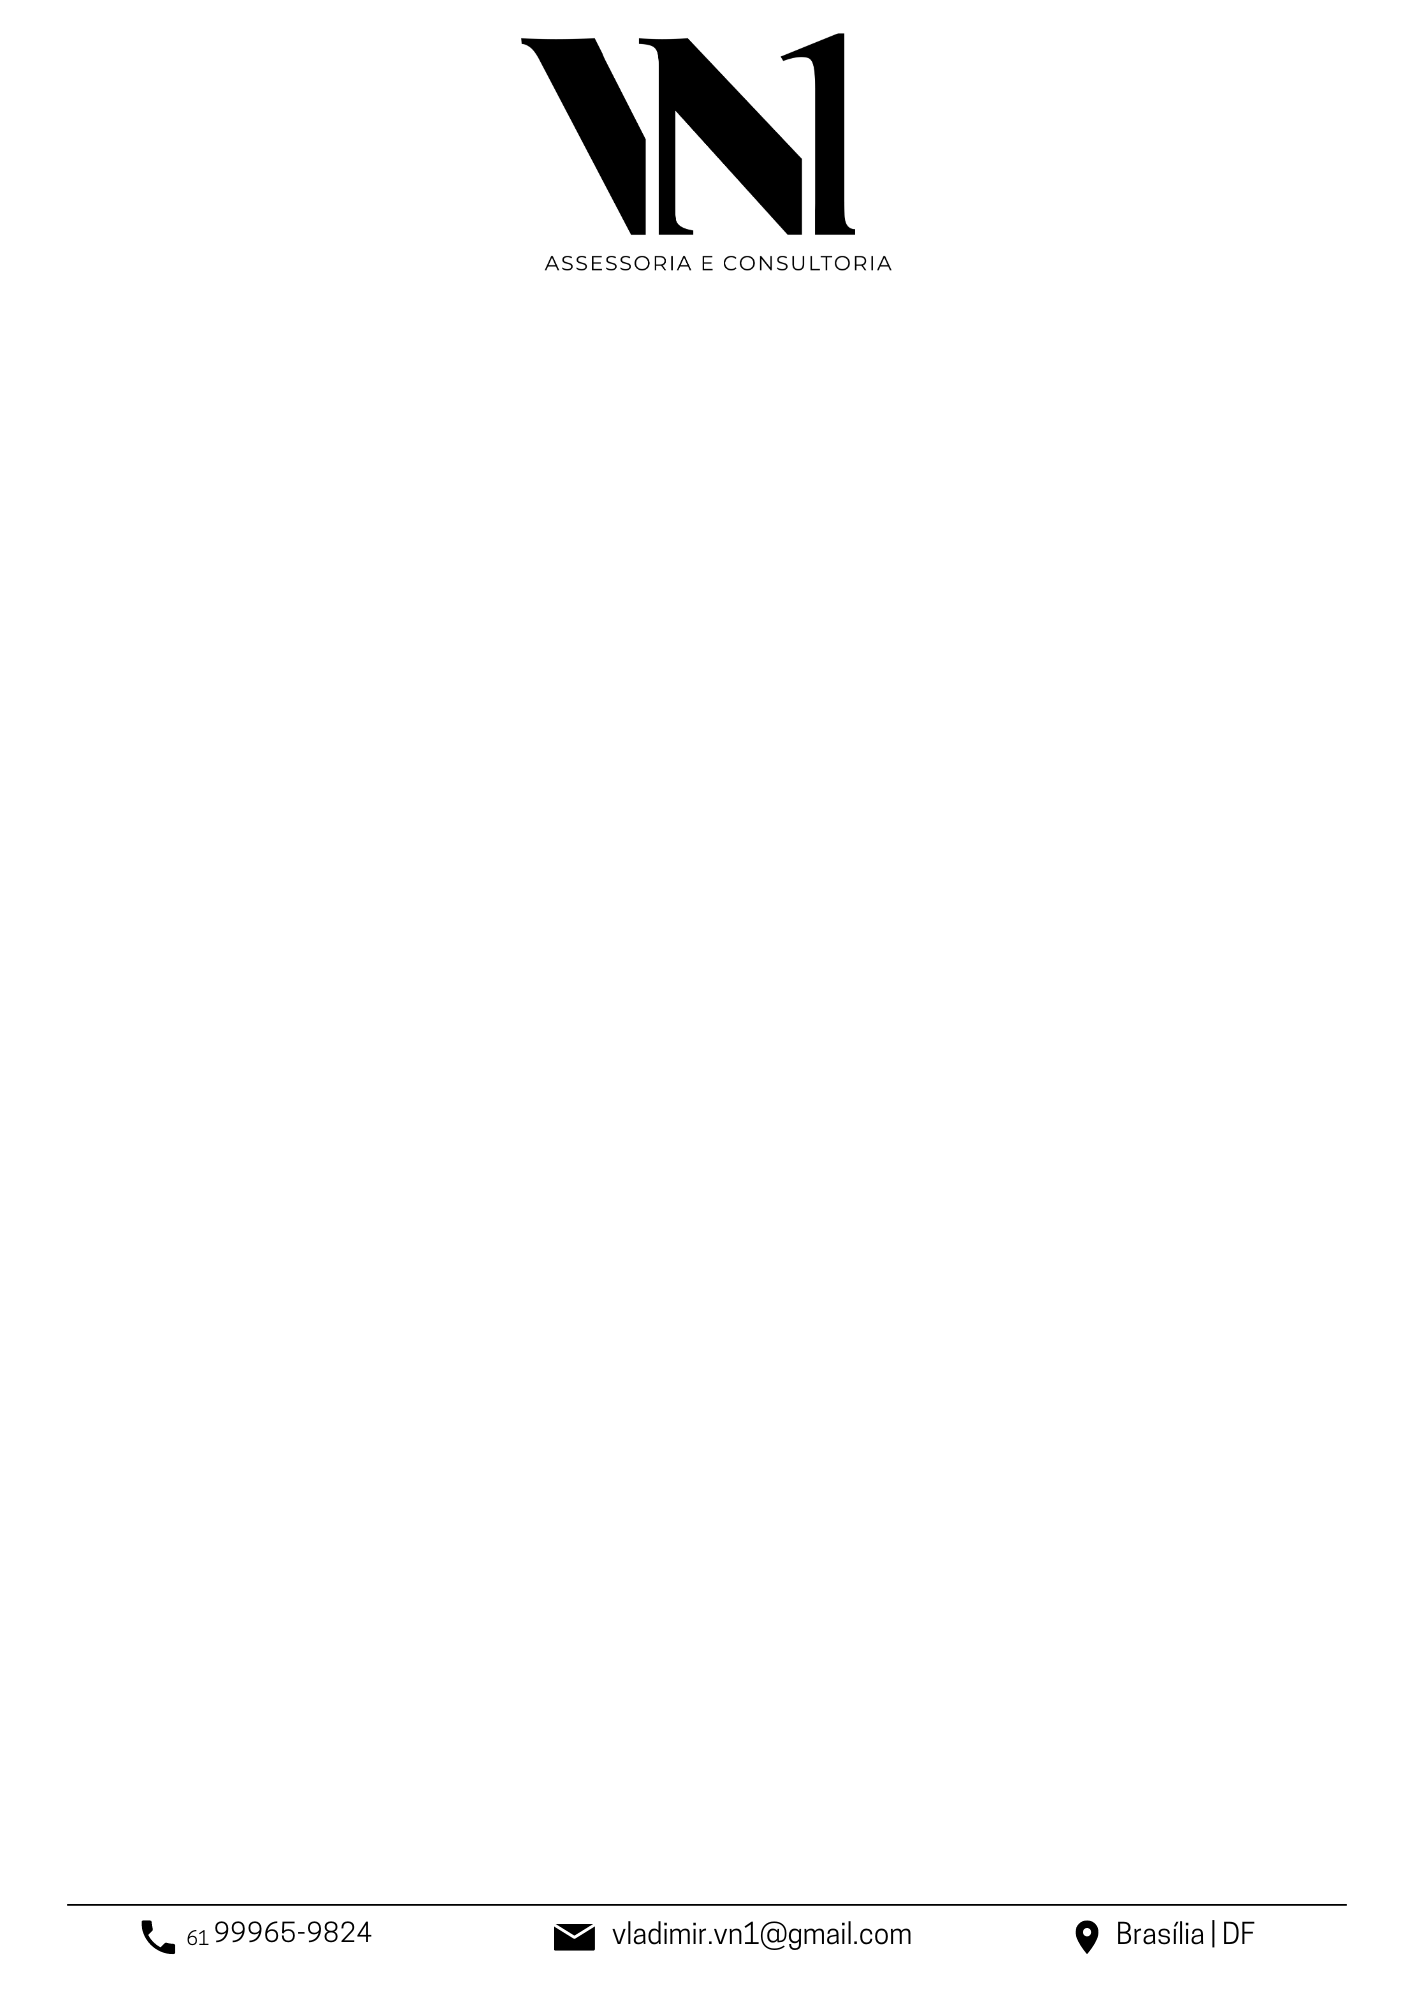 VN1
ASSESSORIA E CONSULTORIA
61 99965-9824
vladimir.vn1@gmail.com
Brasília | DF